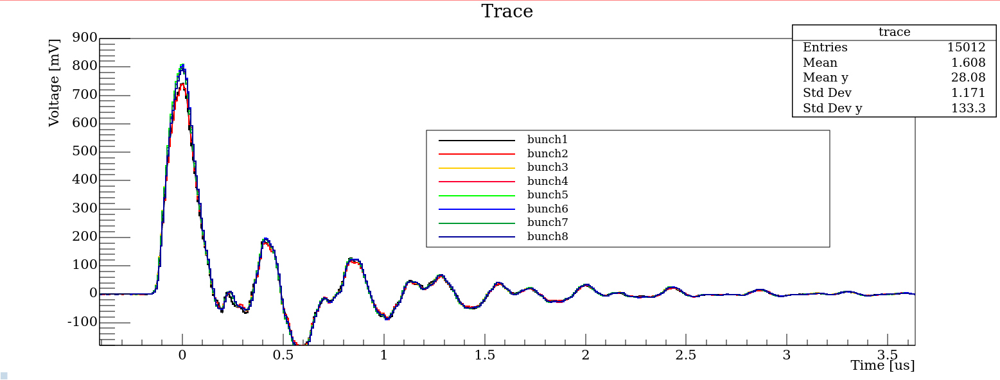 Trace
trace
Entries 15012
Mean 1.608
Mean y 28.08
Std Dev 1.171
Std Dev y 133.3
Voltage [mV]
900
800
700
600
500
400
300
200
100
0
-100
bunch1
bunch2
bunch3
bunch4
bunch5
bunch6
bunch7
bunch8
0 0.5 1 1.5 2 2.5 3 3.5
Time [us]